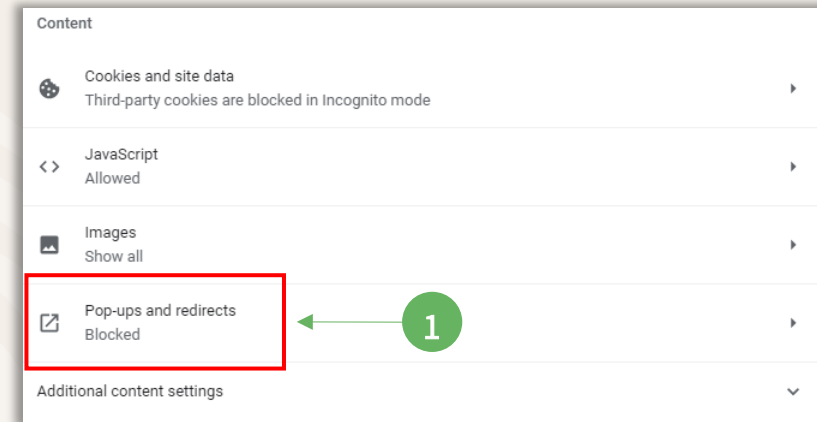 Content
Cookies and site data
Third-party cookies are blocked in Incognito mode
JavaScript
Allowed
Images
Show all
Pop-ups and redirects
Blocked
1
Additional content settings